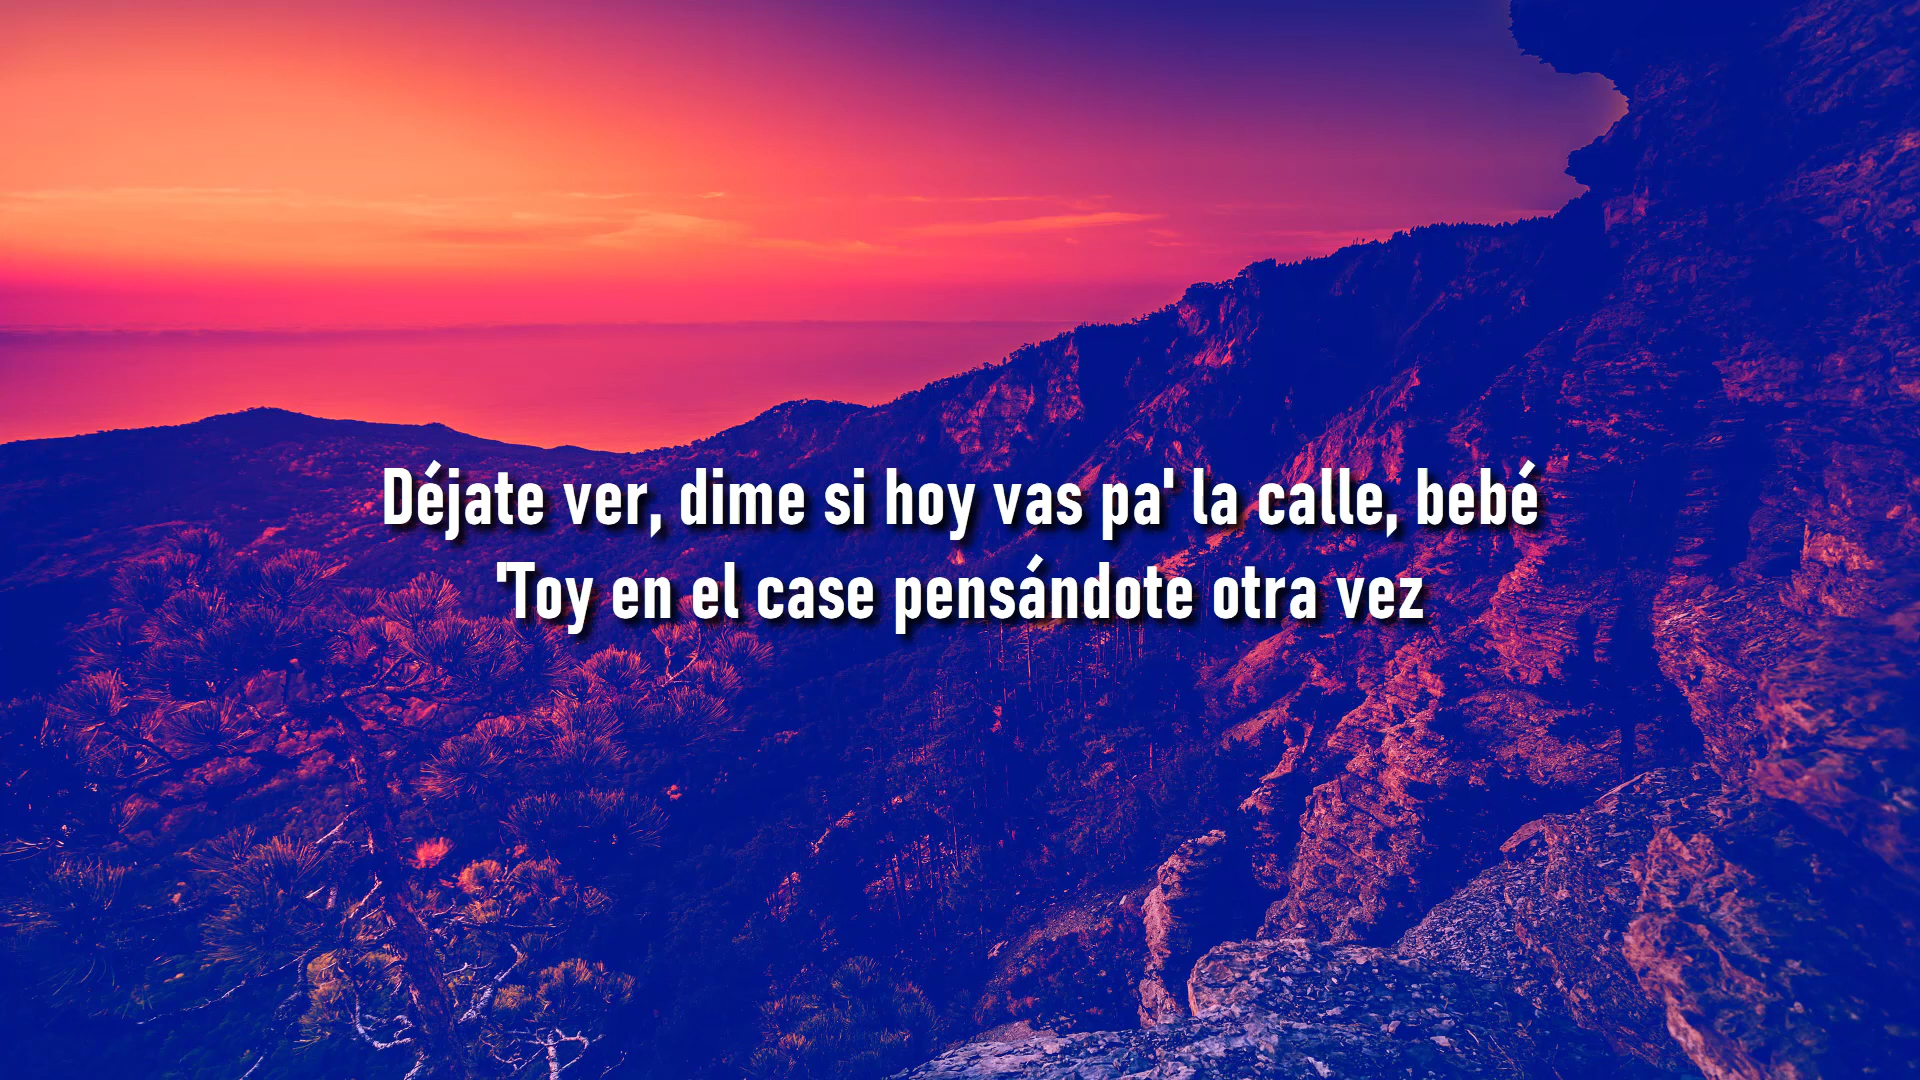 Déjate ver, dime si hoy vas pa' la calle, bebé
'Toy en el case pensándote otra vez